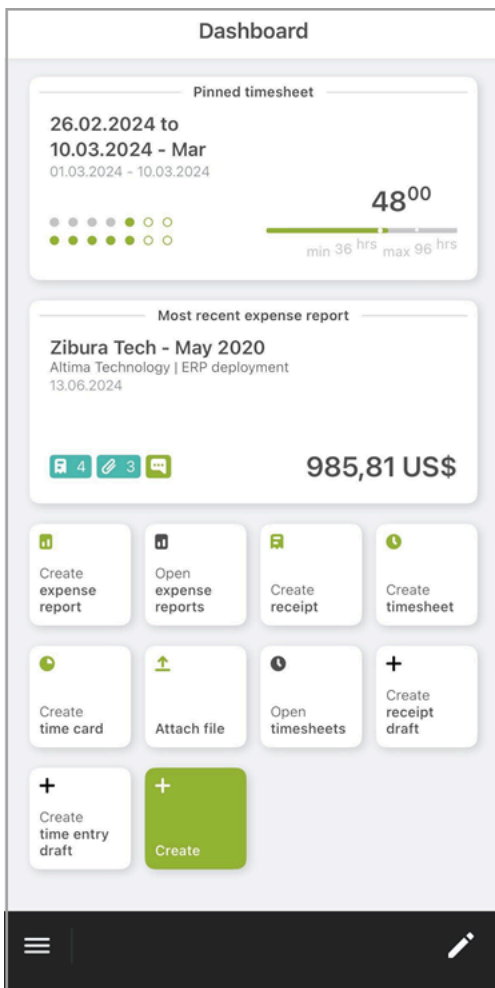 Dashboard
Pinned timesheet
26.02.2024 to
10.03.2024 - Mar
01.03.2024 - 10.03.2024
48⁰⁰
min 36 hrs max 96 hrs
Most recent expense report
Zibura Tech - May 2020
Altima Technology | ERP deployment
13.06.2024
4 3
985,81 US$
Create
expense
report
Open
expense
reports
Create
receipt
Create
timesheet
Create
time card
Attach file
Open
timesheets
Create
receipt
draft
Create
time entry
draft
Create